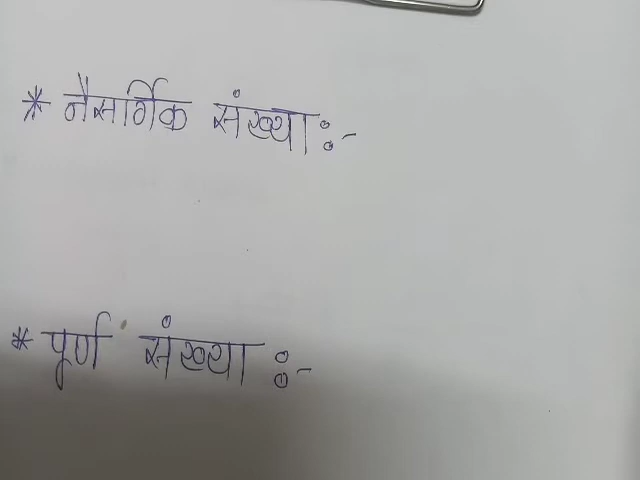 * नैसर्गिक संख्या :-
* पूर्ण संख्या :-